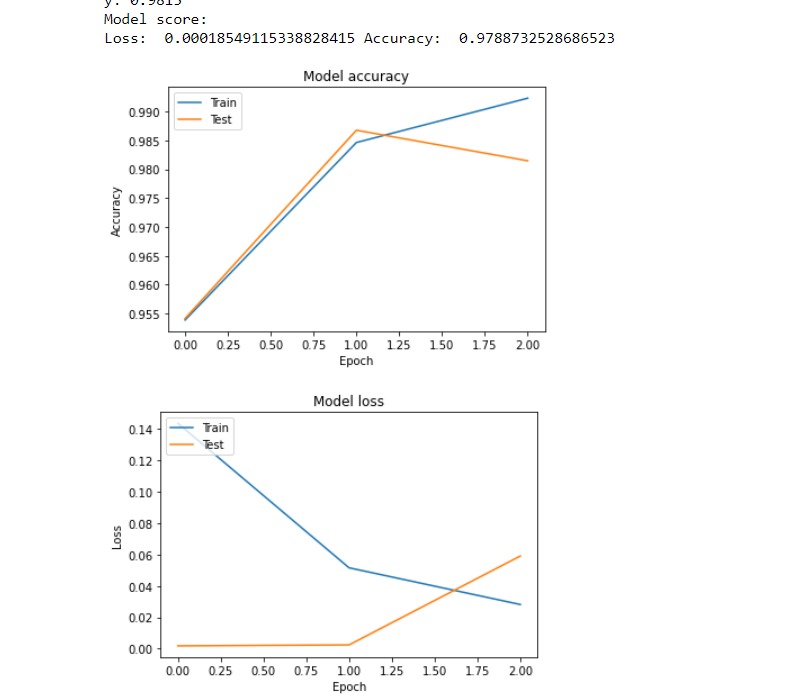 y: 0.9815
Model score:
Loss:  0.00018549115338828415 Accuracy:  0.9788732528686523
Model accuracy
Train
Test
0.990
0.985
0.980
0.975
0.970
0.965
0.960
0.955
Accuracy
0.00 0.25 0.50 0.75 1.00 1.25 1.50 1.75 2.00
Epoch
Model loss
Train
Test
0.14
0.12
0.10
0.08
0.06
0.04
0.02
0.00
Loss
0.00 0.25 0.50 0.75 1.00 1.25 1.50 1.75 2.00
Epoch